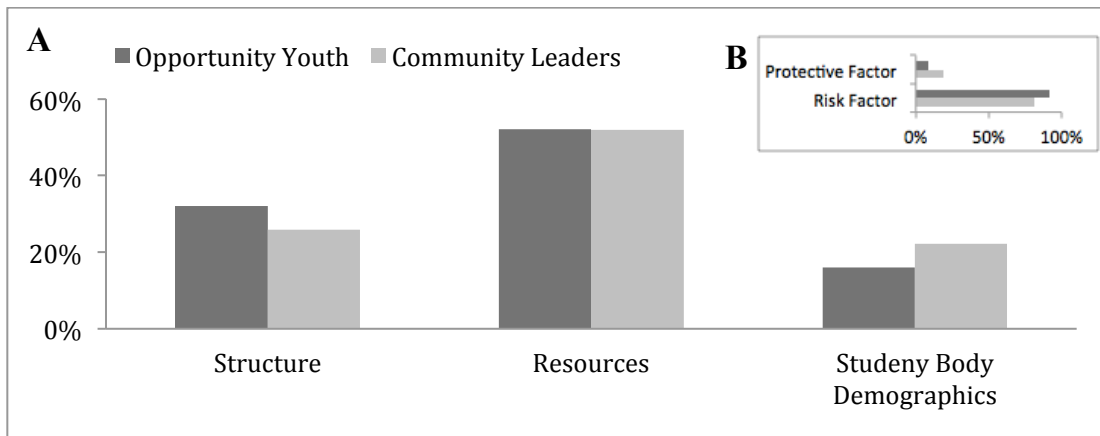 A
Opportunity Youth Community Leaders
60%
40%
20%
0%
Structure
Resources
Studeny Body
Demographics
B
Protective Factor
Risk Factor
0% 50% 100%